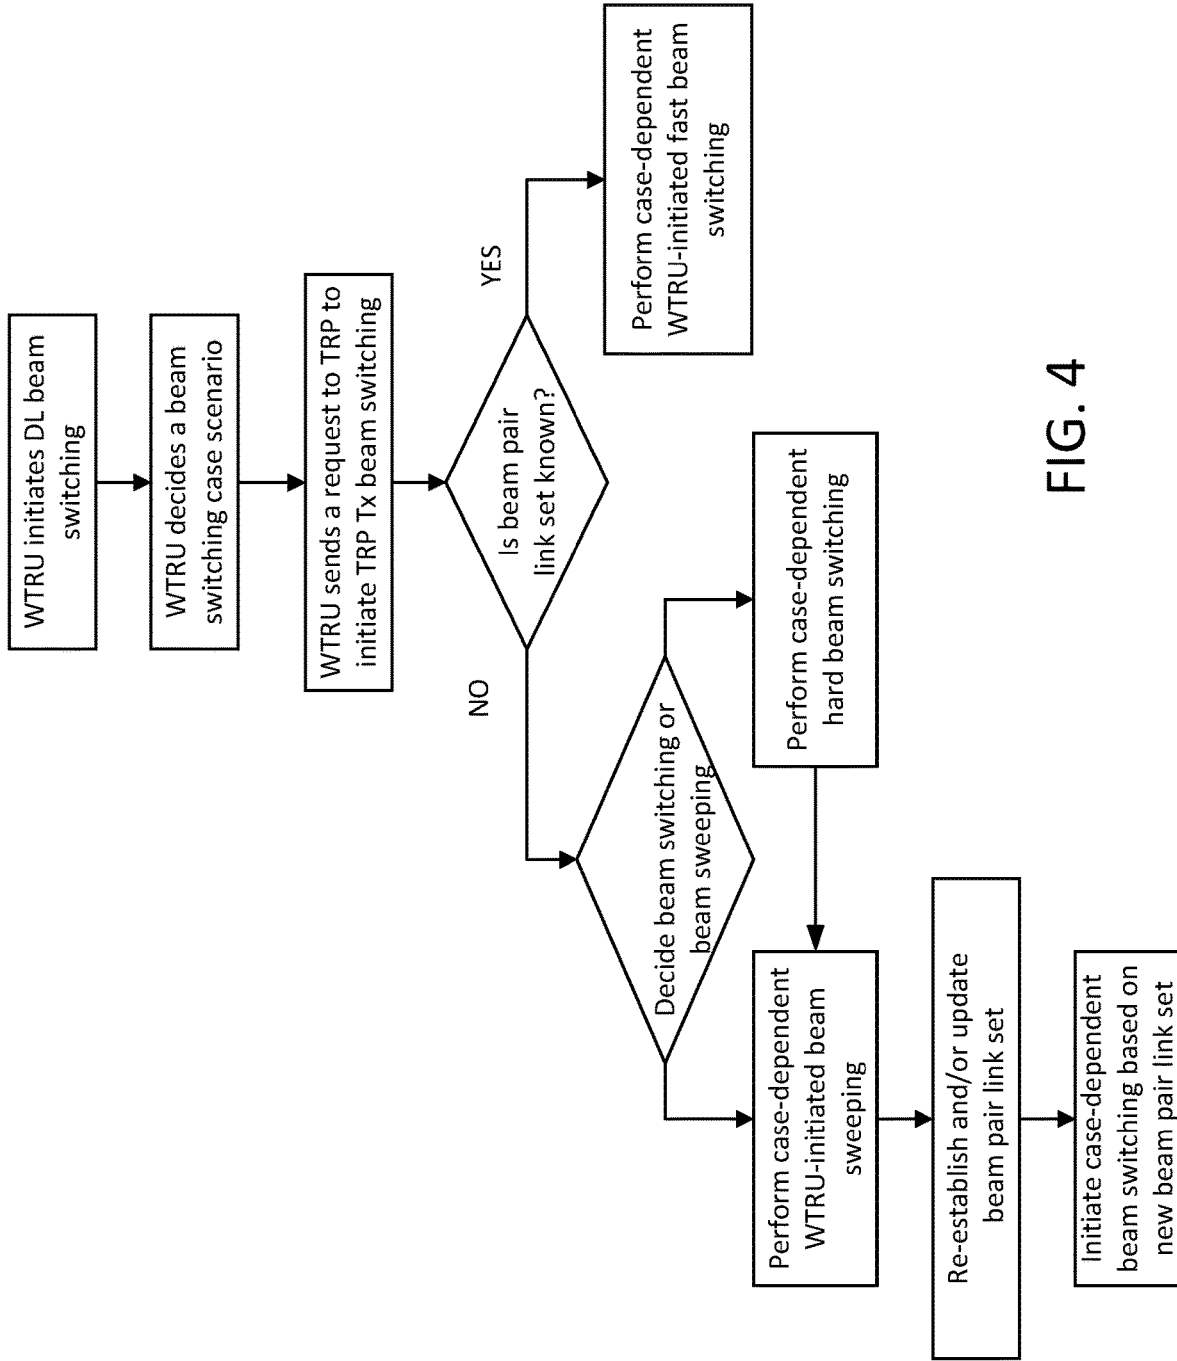 WTRU initiates DL beam
switching
WTRU decides a beam
switching case scenario
WTRU sends a request to TRP to
initiate TRP Tx beam switching
Is beam pair
link set known?
YES
NO
Perform case-dependent
WTRU-initiated fast beam
switching
Decide beam switching or
beam sweeping
Perform case-dependent
hard beam switching
Perform case-dependent
WTRU-initiated beam
sweeping
Re-establish and/or update
beam pair link set
Initiate case-dependent
beam switching based on
new beam pair link set
FIG. 4